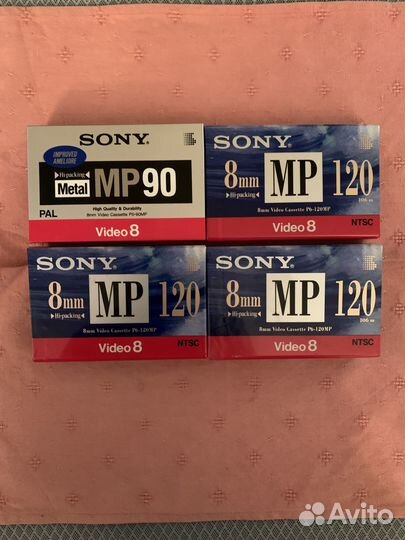 SONY
IMPROVED
AMELIORE
Hi-packing
Metal MP 90
High Quality & Durability
8mm Video Cassette P5-90MP
PAL
Video 8
SONY
8mm MP 120
Hi-packing
106 m
8mm Video Cassette P6-120MP
Video 8
NTSC
SONY
8mm MP 120
Hi-packing
8mm Video Cassette P6-120MP
Video 8
NTSC
SONY
8mm MP 120
Hi-packing
106 m
8mm Video Cassette P6-120MP
Video 8
NTSC
Avito